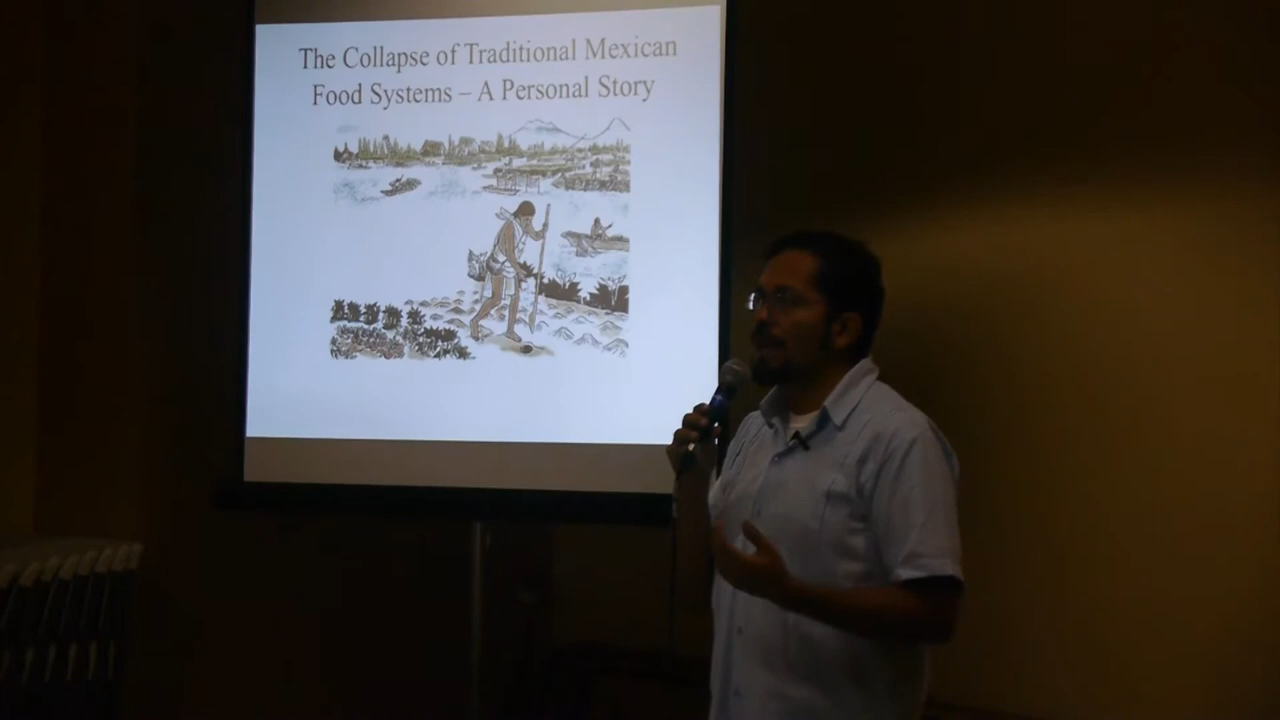 The Collapse of Traditional Mexican
Food Systems – A Personal Story